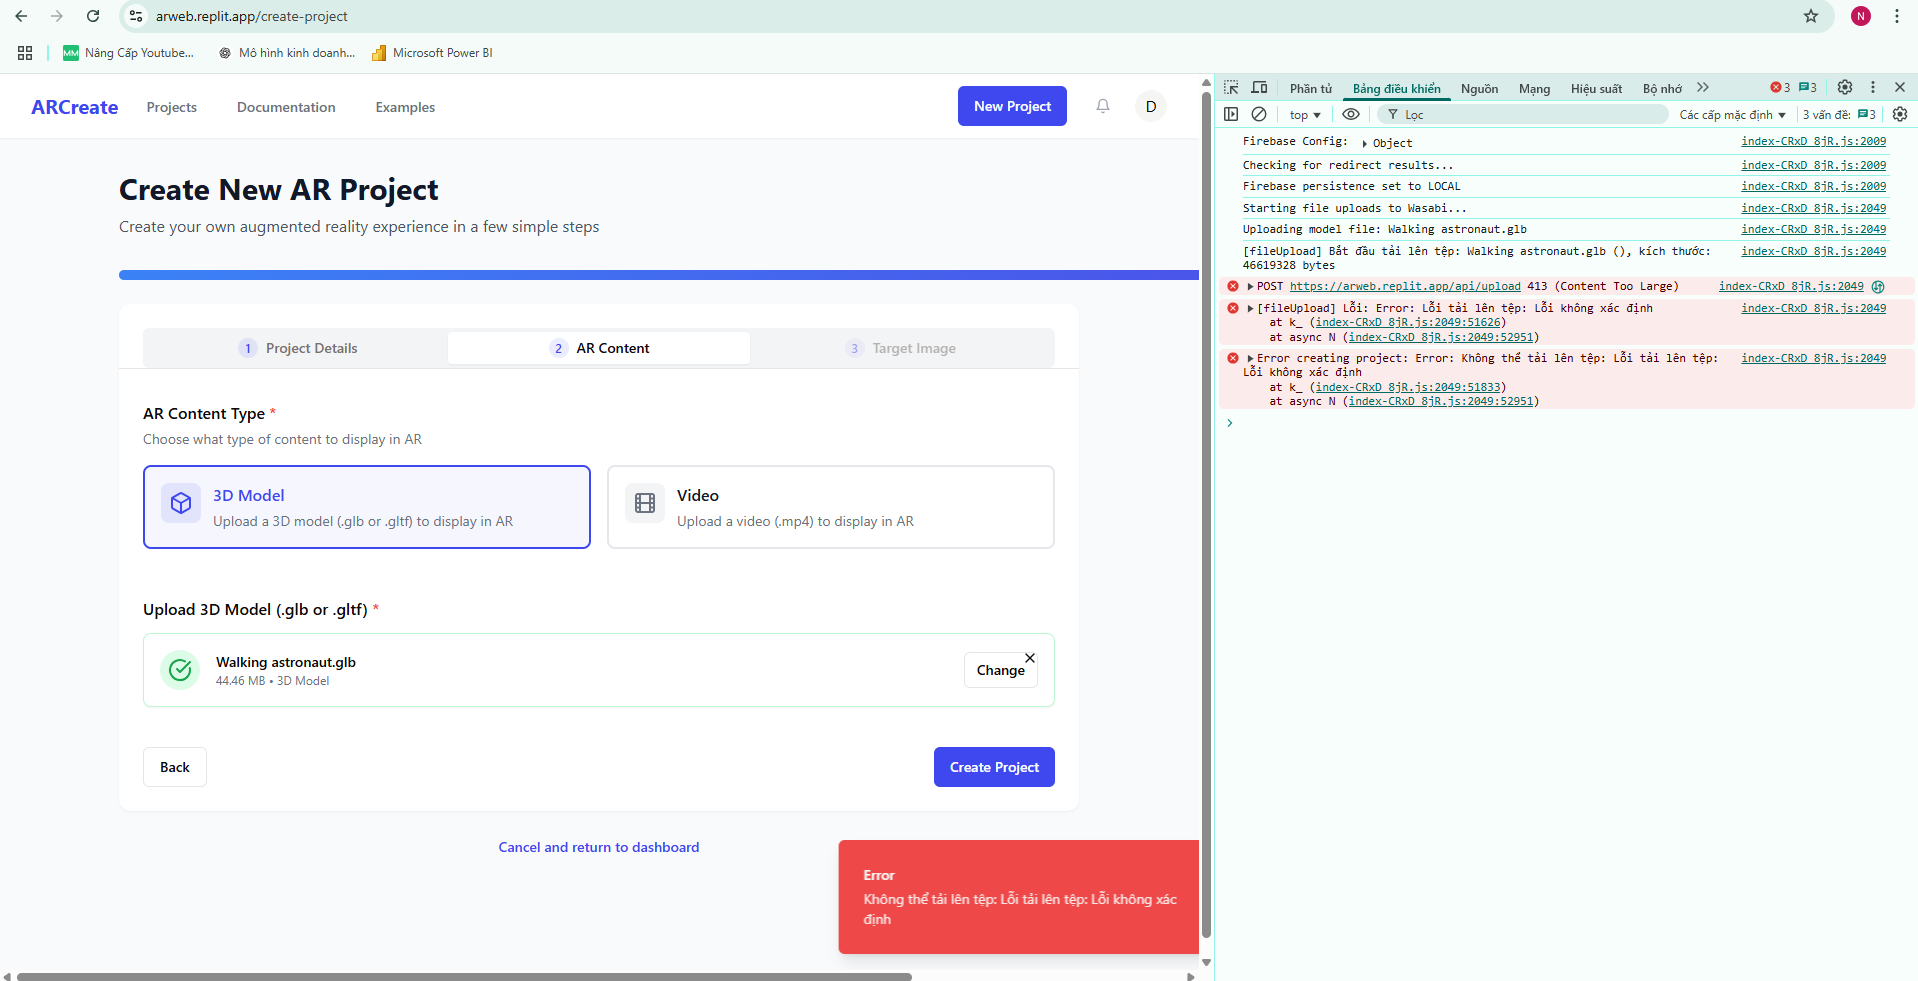 arweb.replit.app/create-project
N
MM Nâng Cấp Youtube...
Mô hình kinh doanh...
Microsoft Power BI
ARCreate
Projects
Documentation
Examples
New Project
D
Create New AR Project
Create your own augmented reality experience in a few simple steps
1 Project Details
2 AR Content
3 Target Image
AR Content Type *
Choose what type of content to display in AR
3D Model
Upload a 3D model (.glb or .gltf) to display in AR
Video
Upload a video (.mp4) to display in AR
Upload 3D Model (.glb or .gltf) *
Walking astronaut.glb
44.46 MB • 3D Model
Change
Back
Create Project
Cancel and return to dashboard
Error
Không thể tải lên tệp: Lỗi tải lên tệp: Lỗi không xác
định
Phần tử
Bảng điều khiển
Nguồn
Mạng
Hiệu suất
Bộ nhớ
3
3
top
Lọc
Các cấp mặc định
3 vấn đề: 3
Firebase Config: Object index-CRxD_8jR.js:2009
Checking for redirect results... index-CRxD_8jR.js:2009
Firebase persistence set to LOCAL index-CRxD_8jR.js:2009
Starting file uploads to Wasabi... index-CRxD_8jR.js:2049
Uploading model file: Walking astronaut.glb index-CRxD_8jR.js:2049
[fileUpload] Bắt đầu tải lên tệp: Walking astronaut.glb (), kích thước: index-CRxD_8jR.js:2049
46619328 bytes
POST https://arweb.replit.app/api/upload 413 (Content Too Large) index-CRxD_8jR.js:2049
[fileUpload] Lỗi: Error: Lỗi tải lên tệp: Lỗi không xác định index-CRxD_8jR.js:2049
at k_ (index-CRxD_8jR.js:2049:51626)
at async N (index-CRxD_8jR.js:2049:52951)
Error creating project: Error: Không thể tải lên tệp: Lỗi tải lên tệp: index-CRxD_8jR.js:2049
Lỗi không xác định
at k_ (index-CRxD_8jR.js:2049:51833)
at async N (index-CRxD_8jR.js:2049:52951)